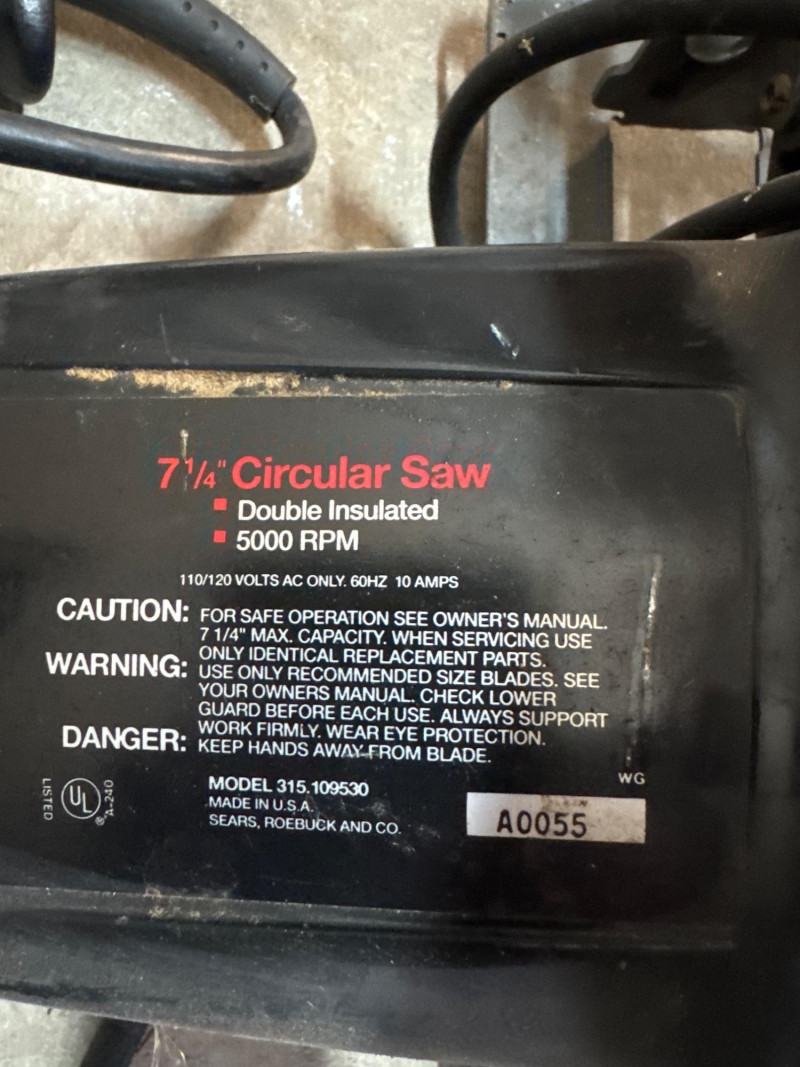 7 1/4" Circular Saw
Double Insulated
5000 RPM
110/120 VOLTS AC ONLY. 60HZ 10 AMPS
CAUTION: FOR SAFE OPERATION SEE OWNER'S MANUAL.
7 1/4" MAX. CAPACITY. WHEN SERVICING USE
ONLY IDENTICAL REPLACEMENT PARTS.
WARNING: USE ONLY RECOMMENDED SIZE BLADES. SEE
YOUR OWNERS MANUAL. CHECK LOWER
GUARD BEFORE EACH USE. ALWAYS SUPPORT
WORK FIRMLY. WEAR EYE PROTECTION.
DANGER: KEEP HANDS AWAY FROM BLADE.
LISTED UL ® A-240
MODEL 315.109530
MADE IN U.S.A.
SEARS, ROEBUCK AND CO.
WG
A0055